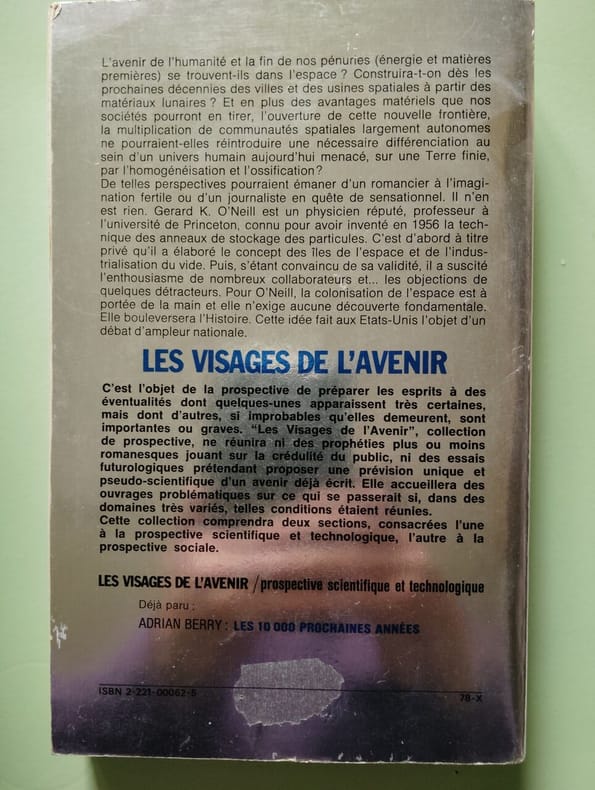 L'avenir de l'humanité et la fin de nos pénuries (énergie et matières
premières) se trouvent-ils dans l'espace ? Construira-t-on dès les
prochaines décennies des villes et des usines spatiales à partir des
matériaux lunaires ? Et en plus des avantages matériels que nos
sociétés pourront en tirer, l'ouverture de cette nouvelle frontière,
la multiplication de communautés spatiales largement autonomes
ne pourraient-elles réintroduire une nécessaire différenciation au
sein d'un univers humain aujourd'hui menacé, sur une Terre finie,
par l'homogénéisation et l'ossification ?
De telles perspectives pourraient émaner d'un romancier à l'imagi-
nation fertile ou d'un journaliste en quête de sensationnel. Il n'en
est rien. Gerard K. O'Neill est un physicien réputé, professeur à
l'université de Princeton, connu pour avoir inventé en 1956 la tech-
nique des anneaux de stockage des particules. C'est d'abord à titre
privé qu'il a élaboré le concept des îles de l'espace et de l'indus-
trialisation du vide. Puis, s'étant convaincu de sa validité, il a suscité
l'enthousiasme de nombreux collaborateurs et... les objections de
quelques détracteurs. Pour O'Neill, la colonisation de l'espace est à
portée de la main et elle n'exige aucune découverte fondamentale.
Elle bouleversera l'Histoire. Cette idée fait aux Etats-Unis l'objet d'un
débat d'ampleur nationale.
LES VISAGES DE L'AVENIR
C'est l'objet de la prospective de préparer les esprits à des
éventualités dont quelques-unes apparaissent très certaines,
mais dont d'autres, si improbables qu'elles demeurent, sont
importantes ou graves. "Les Visages de l'Avenir", collection
de prospective, ne réunira ni des prophéties plus ou moins
romanesques jouant sur la crédulité du public, ni des essais
futurologiques prétendant proposer une prévision unique et
pseudo-scientifique d'un avenir déjà écrit. Elle accueillera des
ouvrages problématiques sur ce qui se passerait si, dans des
domaines très variés, telles conditions étaient réunies.
Cette collection comprendra deux sections, consacrées l'une
à la prospective scientifique et technologique, l'autre à la
prospective sociale.
LES VISAGES DE L'AVENIR / prospective scientifique et technologique
Déjà paru :
ADRIAN BERRY : LES 10 000 PROCHAINES ANNÉES
ISBN 2-221-00062-5 78-X